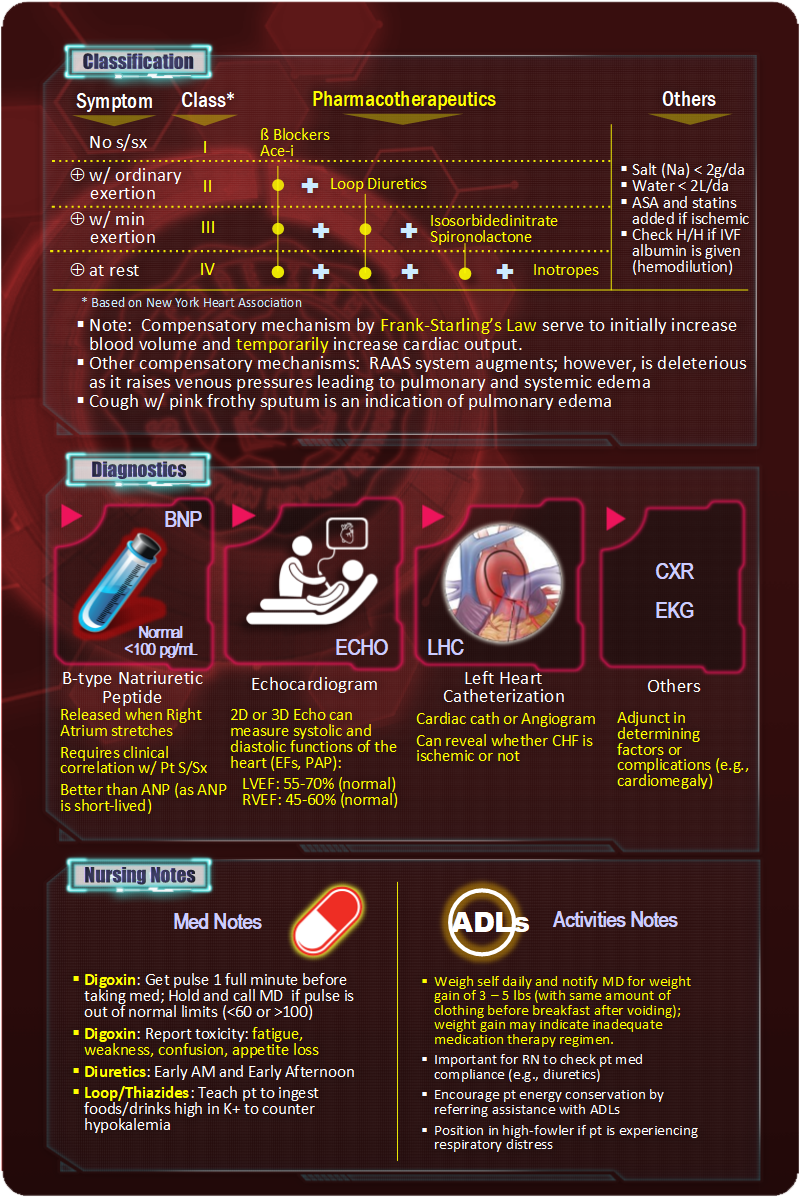 Classification
Symptom Class* Pharmacotherapeutics Others
No s/sx I ß Blockers
Ace-i
⊕ w/ ordinary
exertion II + Loop Diuretics
⊕ w/ min
exertion III + + Isosorbidedinitrate
Spironolactone
⊕ at rest IV + + + Inotropes
▪ Salt (Na) < 2g/da
▪ Water < 2L/da
▪ ASA and statins
added if ischemic
▪ Check H/H if IVF
albumin is given
(hemodilution)
* Based on New York Heart Association
▪ Note: Compensatory mechanism by Frank-Starling's Law serve to initially increase
blood volume and temporarily increase cardiac output.
▪ Other compensatory mechanisms: RAAS system augments; however, is deleterious
as it raises venous pressures leading to pulmonary and systemic edema
▪ Cough w/ pink frothy sputum is an indication of pulmonary edema
Diagnostics
BNP
Normal
<100 pg/mL
B-type Natriuretic
Peptide
Released when Right
Atrium stretches
Requires clinical
correlation w/ Pt S/Sx
Better than ANP (as ANP
is short-lived)
ECHO
Echocardiogram
2D or 3D Echo can
measure systolic and
diastolic functions of the
heart (EFs, PAP):
LVEF: 55-70% (normal)
RVEF: 45-60% (normal)
LHC
Left Heart
Catheterization
Cardiac cath or Angiogram
Can reveal whether CHF is
ischemic or not
CXR
EKG
Others
Adjunct in
determining
factors or
complications (e.g.,
cardiomegaly)
Nursing Notes
Med Notes
▪ Digoxin: Get pulse 1 full minute before
taking med; Hold and call MD if pulse is
out of normal limits (<60 or >100)
▪ Digoxin: Report toxicity: fatigue,
weakness, confusion, appetite loss
▪ Diuretics: Early AM and Early Afternoon
▪ Loop/Thiazides: Teach pt to ingest
foods/drinks high in K+ to counter
hypokalemia
ADLs
Activities Notes
▪ Weigh self daily and notify MD for weight
gain of 3 – 5 lbs (with same amount of
clothing before breakfast after voiding);
weight gain may indicate inadequate
medication therapy regimen.
▪ Important for RN to check pt med
compliance (e.g., diuretics)
▪ Encourage pt energy conservation by
referring assistance with ADLs
▪ Position in high-fowler if pt is experiencing
respiratory distress